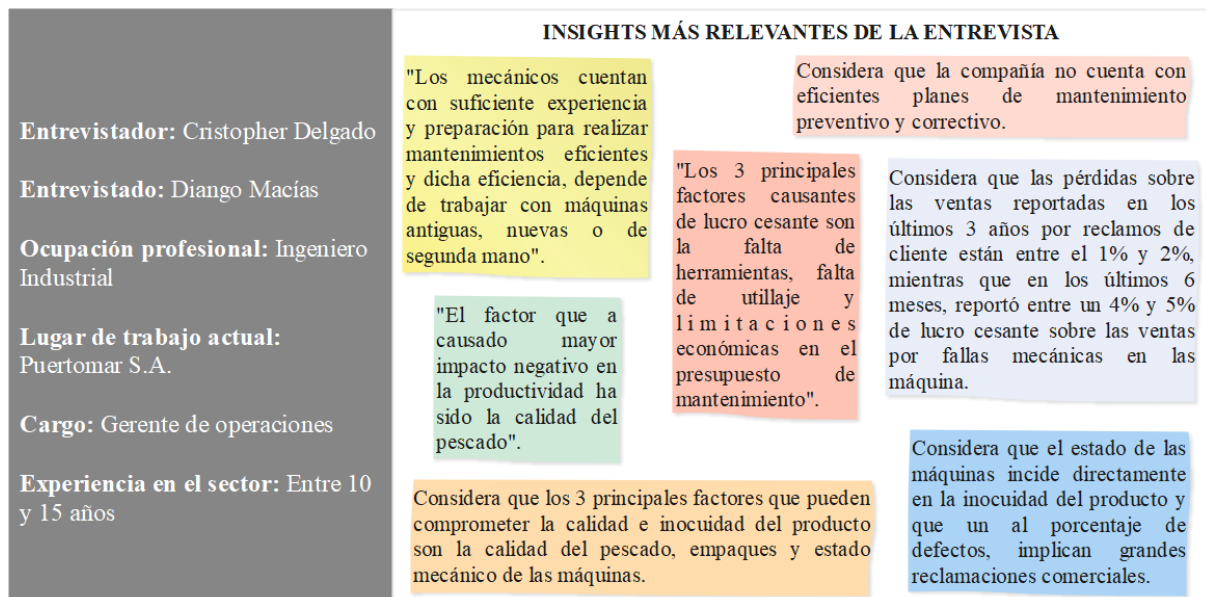 Entrevistador: Cristopher Delgado
Entrevistado: Diango Macías
Ocupación profesional: Ingeniero
Industrial
Lugar de trabajo actual:
Puertomar S.A.
Cargo: Gerente de operaciones
Experiencia en el sector: Entre 10
y 15 años
INSIGHTS MÁS RELEVANTES DE LA ENTREVISTA
"Los mecánicos cuentan
con suficiente experiencia
y preparación para realizar
mantenimientos eficientes
y dicha eficiencia, depende
de trabajar con máquinas
antiguas, nuevas o de
segunda mano".
Considera que la compañía no cuenta con
eficientes planes de mantenimiento
preventivo y correctivo.
"Los 3 principales
factores causantes
de lucro cesante son
la falta de
herramientas, falta
de utillaje y
limitaciones
económicas en el
presupuesto de
mantenimiento".
Considera que las pérdidas sobre
las ventas reportadas en los
últimos 3 años por reclamos de
cliente están entre el 1% y 2%,
mientras que en los últimos 6
meses, reportó entre un 4% y 5%
de lucro cesante sobre las ventas
por fallas mecánicas en las
máquina.
"El factor que a
causado mayor
impacto negativo en
la productividad ha
sido la calidad del
pescado".
Considera que los 3 principales factores que pueden
comprometer la calidad e inocuidad del producto
son la calidad del pescado, empaques y estado
mecánico de las máquinas.
Considera que el estado de las
máquinas incide directamente
en la inocuidad del producto y
que un al porcentaje de
defectos, implican grandes
reclamaciones comerciales.